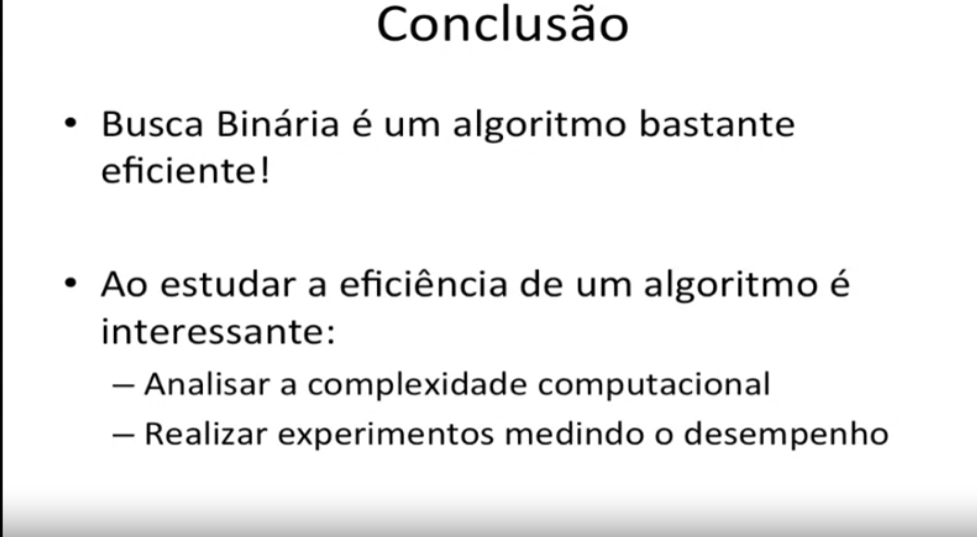 Conclusão
• Busca Binária é um algoritmo bastante
eficiente!
• Ao estudar a eficiência de um algoritmo é
interessante:
– Analisar a complexidade computacional
– Realizar experimentos medindo o desempenho